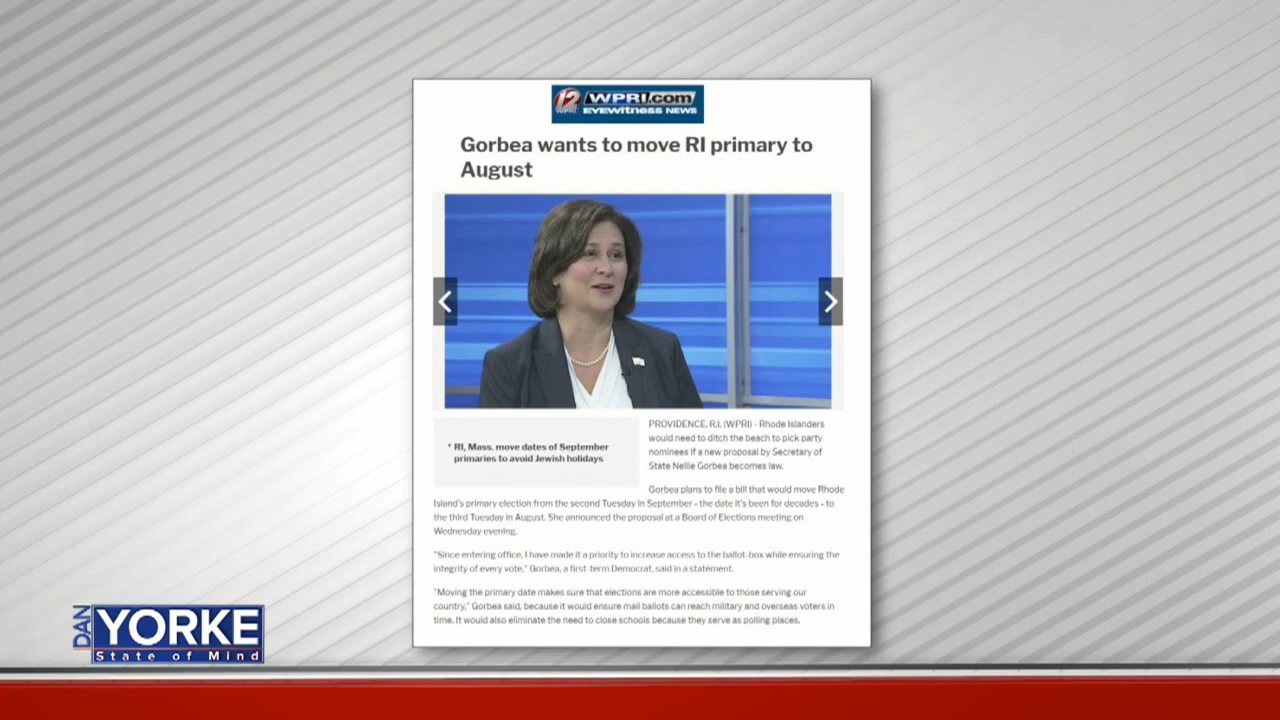 12 WPRI.com
WPRI EYEWITNESS NEWS
Gorbea wants to move RI primary to
August
* RI, Mass. move dates of September
primaries to avoid Jewish holidays
PROVIDENCE, R.I. (WPRI) - Rhode Islanders
would need to ditch the beach to pick party
nominees if a new proposal by Secretary of
State Nellie Gorbea becomes law.
Gorbea plans to file a bill that would move Rhode
Island's primary election from the second Tuesday in September - the date it's been for decades - to
the third Tuesday in August. She announced the proposal at a Board of Elections meeting on
Wednesday evening.
"Since entering office, I have made it a priority to increase access to the ballot-box while ensuring the
integrity of every vote," Gorbea, a first-term Democrat, said in a statement.
"Moving the primary date makes sure that elections are more accessible to those serving our
country," Gorbea said, because it would ensure mail ballots can reach military and overseas voters in
time. It would also eliminate the need to close schools because they serve as polling places.
DAN YORKE
State of Mind